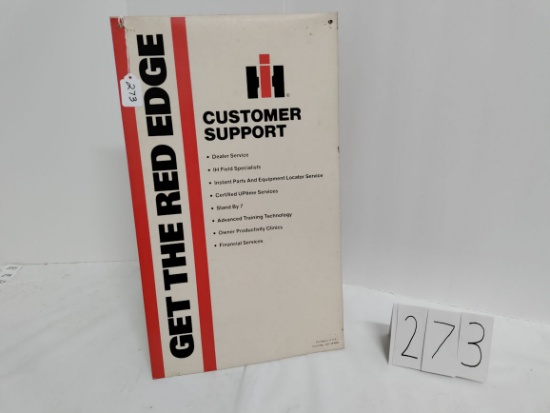 GET THE RED EDGE
273
IH
®
CUSTOMER
SUPPORT
• Dealer Service
• IH Field Specialists
• Instant Parts And Equipment Locator Service
• Certified UPtime Services
• Stand By 7
• Advanced Training Technology
• Owner Productivity Clinics
• Financial Services
273